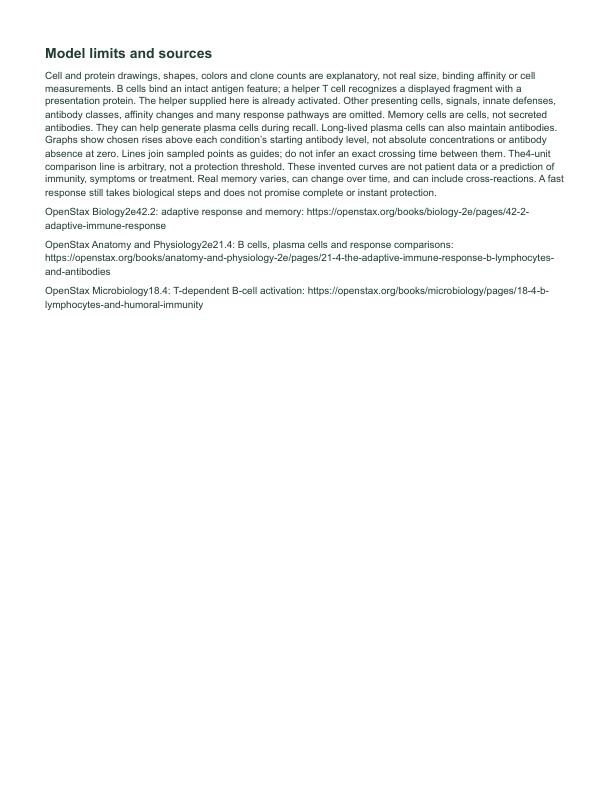 Model limits and sources
Cell and protein drawings, shapes, colors and clone counts are explanatory, not real size, binding affinity or cell
measurements. B cells bind an intact antigen feature; a helper T cell recognizes a displayed fragment with a
presentation protein. The helper supplied here is already activated. Other presenting cells, signals, innate defenses,
antibody classes, affinity changes and many response pathways are omitted. Memory cells are cells, not secreted
antibodies. They can help generate plasma cells during recall. Long-lived plasma cells can also maintain antibodies.
Graphs show chosen rises above each condition's starting antibody level, not absolute concentrations or antibody
absence at zero. Lines join sampled points as guides; do not infer an exact crossing time between them. The4-unit
comparison line is arbitrary, not a protection threshold. These invented curves are not patient data or a prediction of
immunity, symptoms or treatment. Real memory varies, can change over time, and can include cross-reactions. A fast
response still takes biological steps and does not promise complete or instant protection.
OpenStax Biology2e42.2: adaptive response and memory: https://openstax.org/books/biology-2e/pages/42-2-
adaptive-immune-response
OpenStax Anatomy and Physiology2e21.4: B cells, plasma cells and response comparisons:
https://openstax.org/books/anatomy-and-physiology-2e/pages/21-4-the-adaptive-immune-response-b-lymphocytes-
and-antibodies
OpenStax Microbiology18.4: T-dependent B-cell activation: https://openstax.org/books/microbiology/pages/18-4-b-
lymphocytes-and-humoral-immunity